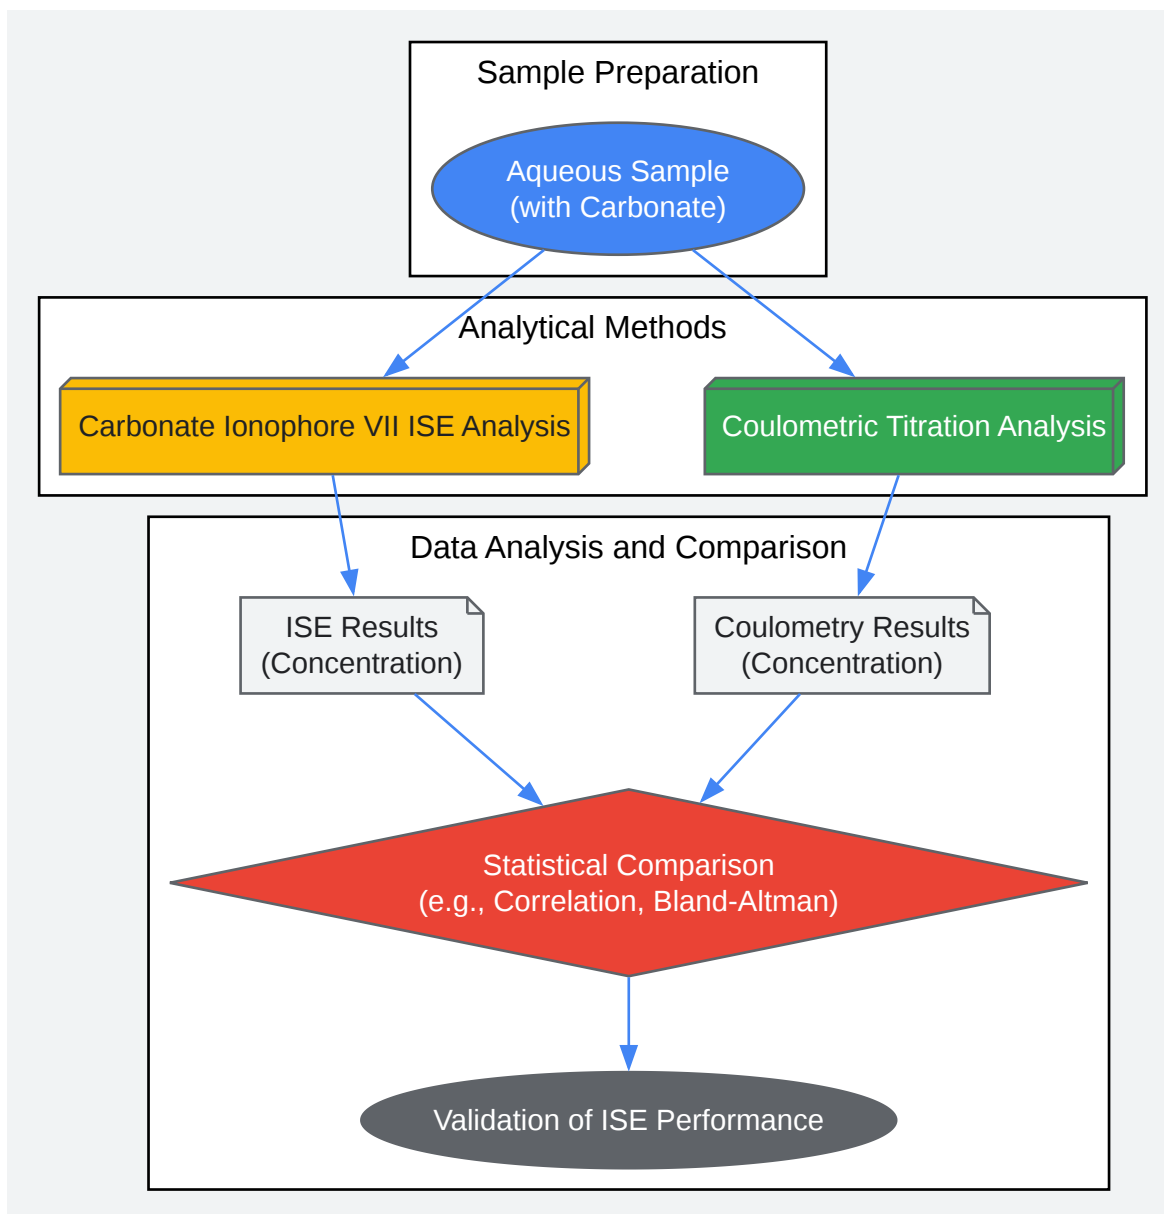 Sample Preparation
Aqueous Sample
(with Carbonate)
Analytical Methods
Carbonate Ionophore VII ISE Analysis
Coulometric Titration Analysis
Data Analysis and Comparison
ISE Results
(Concentration)
Coulometry Results
(Concentration)
Statistical Comparison
(e.g., Correlation, Bland-Altman)
Validation of ISE Performance